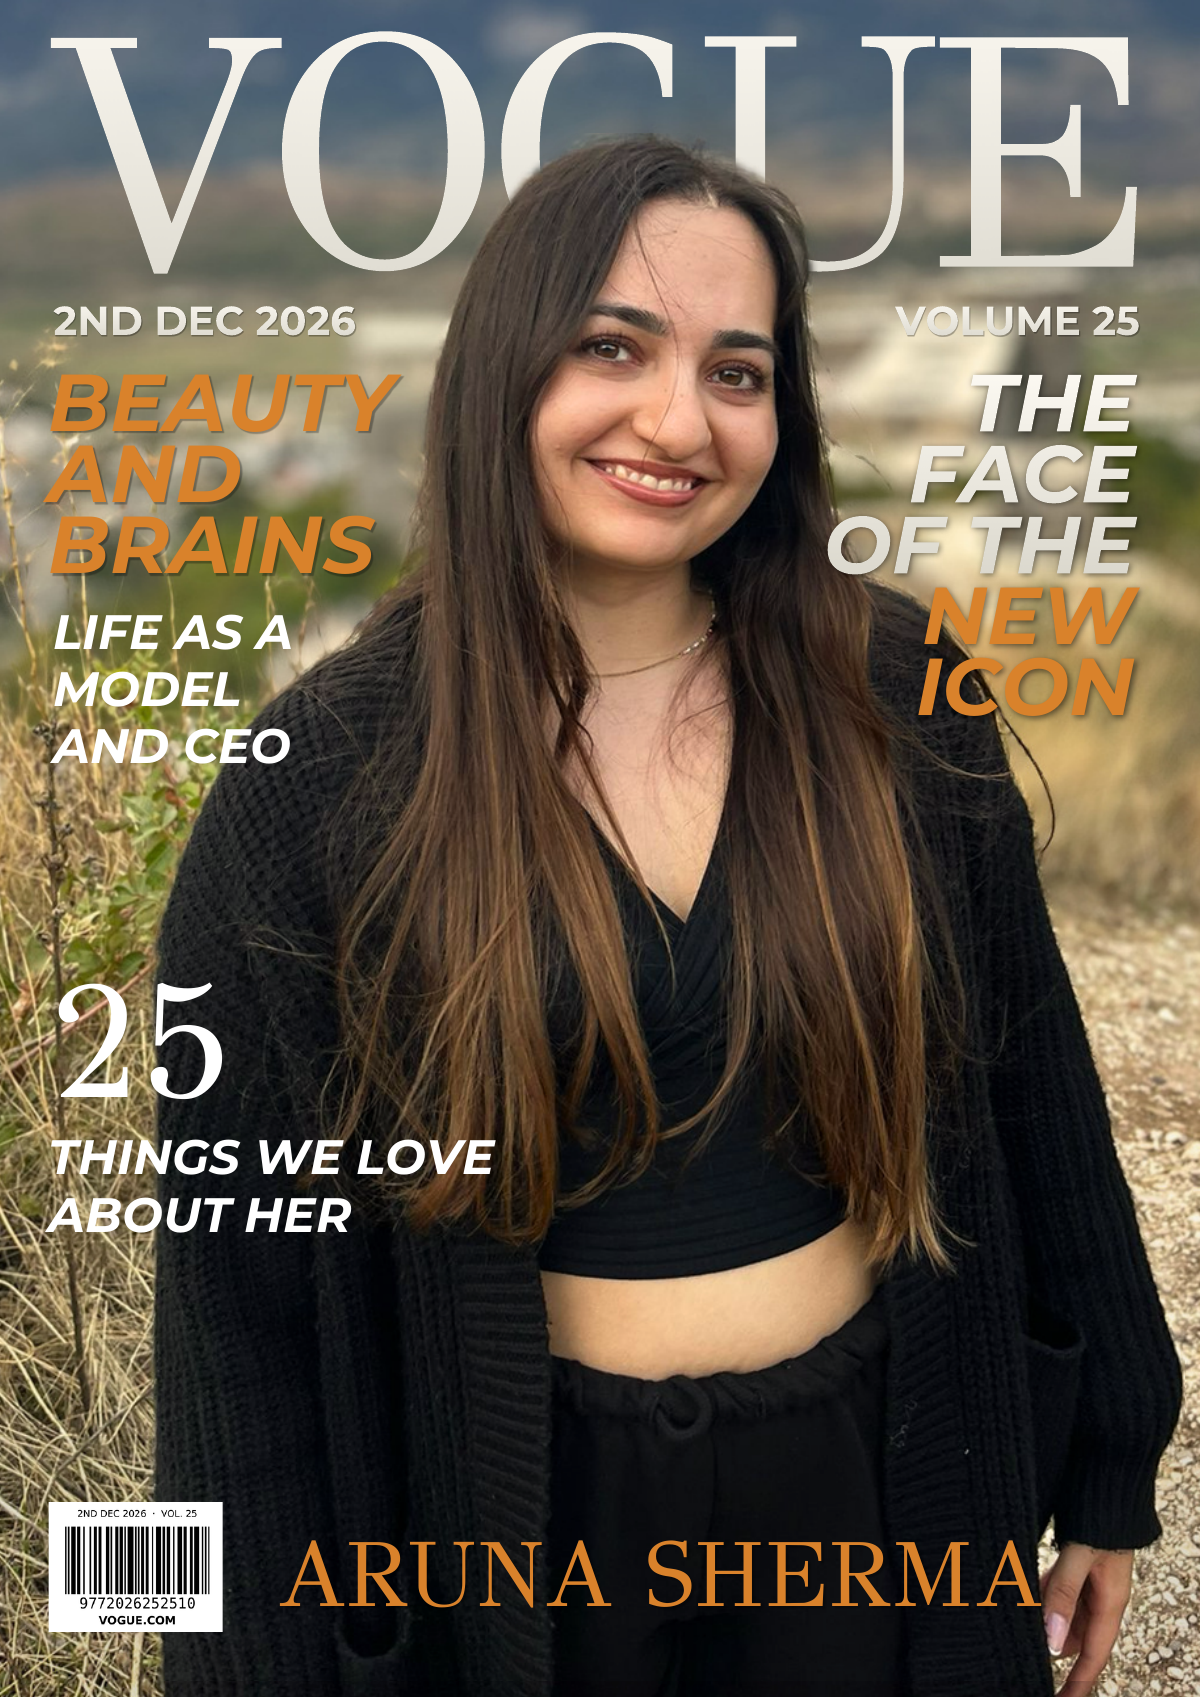 VOGUE
2ND DEC 2026
VOLUME 25
BEAUTY
AND
BRAINS
LIFE AS A
MODEL
AND CEO
THE
FACE
OF THE
NEW
ICON
25
THINGS WE LOVE
ABOUT HER
2ND DEC 2026 · VOL. 25
9772026252510
VOGUE.COM
ARUNA SHERMA